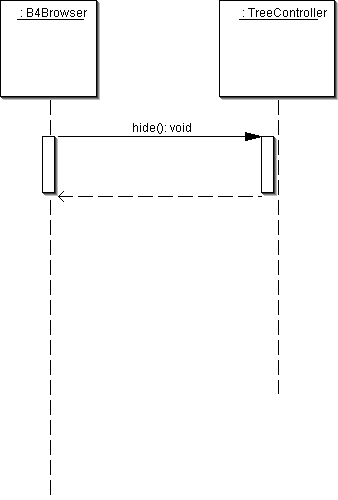 : B4Browser
: TreeController
hide(): void